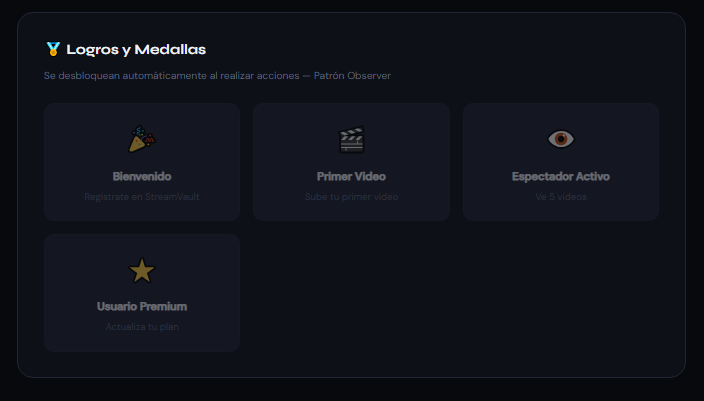 Logros y Medallas
Se desbloquean automáticamente al realizar acciones — Patrón Observer
Bienvenido
Regístrate en StreamVault
Primer Video
Sube tu primer video
Espectador Activo
Ve 5 videos
Usuario Premium
Actualiza tu plan